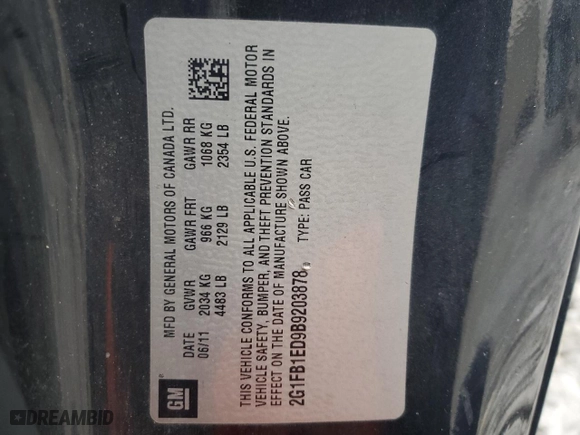 MFD BY GENERAL MOTORS OF CANADA LTD.
DATE GVWR GAWR FRT GAWR RR
06/11 2034 KG 966 KG 1068 KG
4483 LB 2129 LB 2354 LB
THIS VEHICLE CONFORMS TO ALL APPLICABLE U.S. FEDERAL MOTOR
VEHICLE SAFETY, BUMPER, AND THEFT PREVENTION STANDARDS IN
EFFECT ON THE DATE OF MANUFACTURE SHOWN ABOVE.
2G1FB1ED9B9203878 TYPE: PASS CAR
GM
DREAMBID